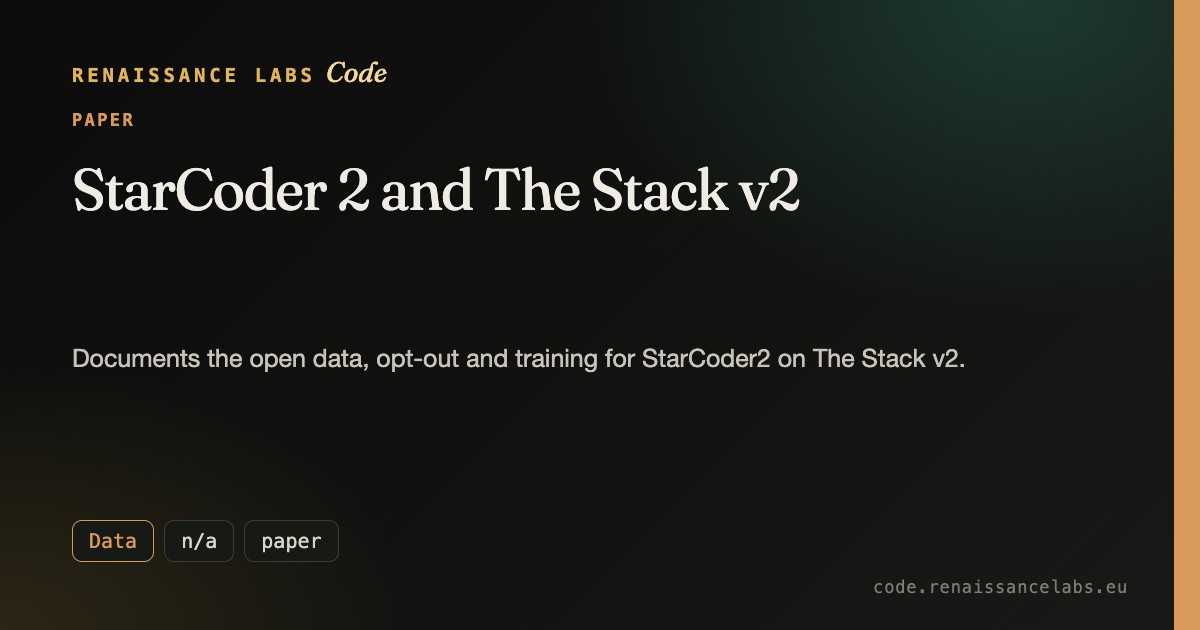 RENAISSANCE LABS Code
PAPER
StarCoder 2 and The Stack v2
Documents the open data, opt-out and training for StarCoder2 on The Stack v2.
Data n/a paper
code.renaissancelabs.eu